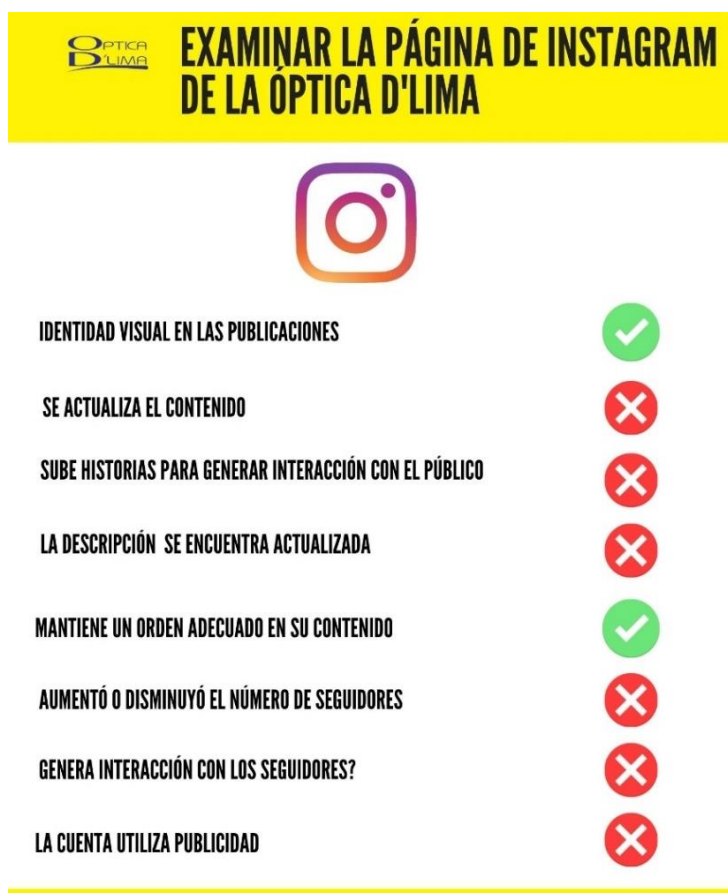 OPTICA
D'LIMA
EXAMINAR LA PÁGINA DE INSTAGRAM
DE LA ÓPTICA D'LIMA
IDENTIDAD VISUAL EN LAS PUBLICACIONES
SE ACTUALIZA EL CONTENIDO
SUBE HISTORIAS PARA GENERAR INTERACCIÓN CON EL PÚBLICO
LA DESCRIPCIÓN SE ENCUENTRA ACTUALIZADA
MANTIENE UN ORDEN ADECUADO EN SU CONTENIDO
AUMENTÓ O DISMINUYÓ EL NÚMERO DE SEGUIDORES
GENERA INTERACCIÓN CON LOS SEGUIDORES?
LA CUENTA UTILIZA PUBLICIDAD